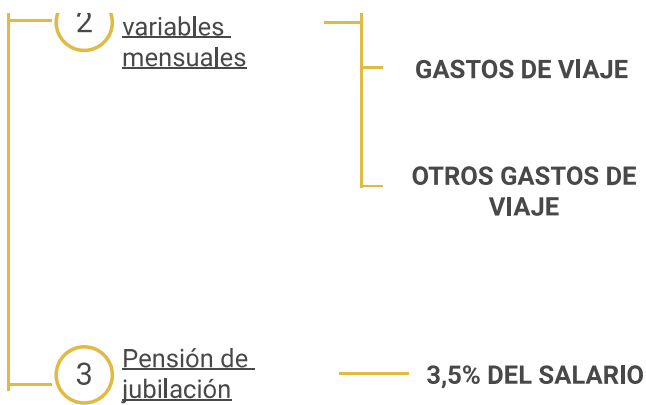 2
variables
mensuales
GASTOS DE VIAJE
OTROS GASTOS DE
VIAJE
3
Pensión de
jubilación
3,5% DEL SALARIO